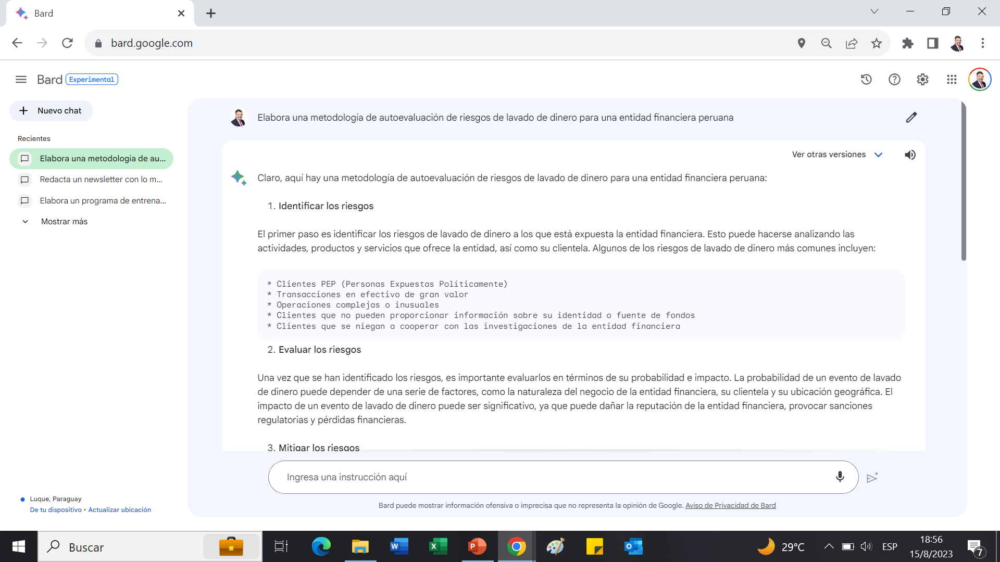 Bard
bard.google.com
Bard Experimental
Nuevo chat
Recientes
Elabora una metodología de au...
Redacta un newsletter con lo m...
Elabora un programa de entrena...
Mostrar más
Luque, Paraguay
De tu dispositivo • Actualizar ubicación
Elabora una metodología de autoevaluación de riesgos de lavado de dinero para una entidad financiera peruana
Ver otras versiones
Claro, aquí hay una metodología de autoevaluación de riesgos de lavado de dinero para una entidad financiera peruana:
1. Identificar los riesgos
El primer paso es identificar los riesgos de lavado de dinero a los que está expuesta la entidad financiera. Esto puede hacerse analizando las
actividades, productos y servicios que ofrece la entidad, así como su clientela. Algunos de los riesgos de lavado de dinero más comunes incluyen:
* Clientes PEP (Personas Expuestas Políticamente)
* Transacciones en efectivo de gran valor
* Operaciones complejas o inusuales
* Clientes que no pueden proporcionar información sobre su identidad o fuente de fondos
* Clientes que se niegan a cooperar con las investigaciones de la entidad financiera
2. Evaluar los riesgos
Una vez que se han identificado los riesgos, es importante evaluarlos en términos de su probabilidad e impacto. La probabilidad de un evento de lavado
de dinero puede depender de una serie de factores, como la naturaleza del negocio de la entidad financiera, su clientela y su ubicación geográfica. El
impacto de un evento de lavado de dinero puede ser significativo, ya que puede dañar la reputación de la entidad financiera, provocar sanciones
regulatorias y pérdidas financieras.
3. Mitigar los riesgos
Ingresa una instrucción aquí
Bard puede mostrar información ofensiva o imprecisa que no representa la opinión de Google. Aviso de Privacidad de Bard
Buscar
W
X
P
O
29°C
ESP
18:56
15/8/2023
7